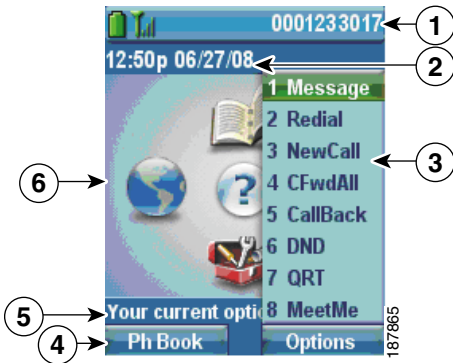 0001233017
1
12:50p 06/27/08
2
1 Message
2 Redial
3 NewCall
3
4 CFwdAll
6
?
5 CallBack
6 DND
7 QRT
5
Your current optio
8 MeetMe
4
Ph Book
Options
187865